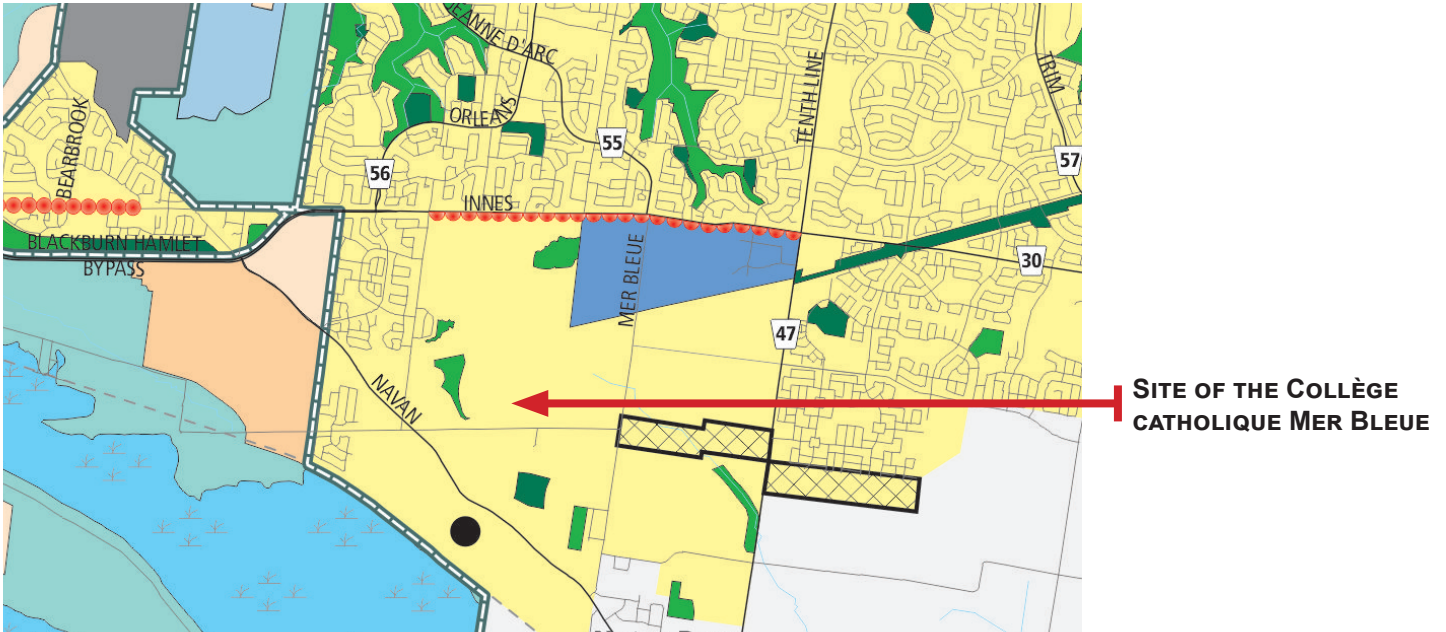 JEANNE D'ARC
TENTH LINE
TRIM
BEARBROOK
ORLEANS
55
57
56
INNES
BLACKBURN HAMLET
BYPASS
MER BLEUE
30
47
NAVAN
SITE OF THE COLLÈGE
CATHOLIQUE MER BLEUE